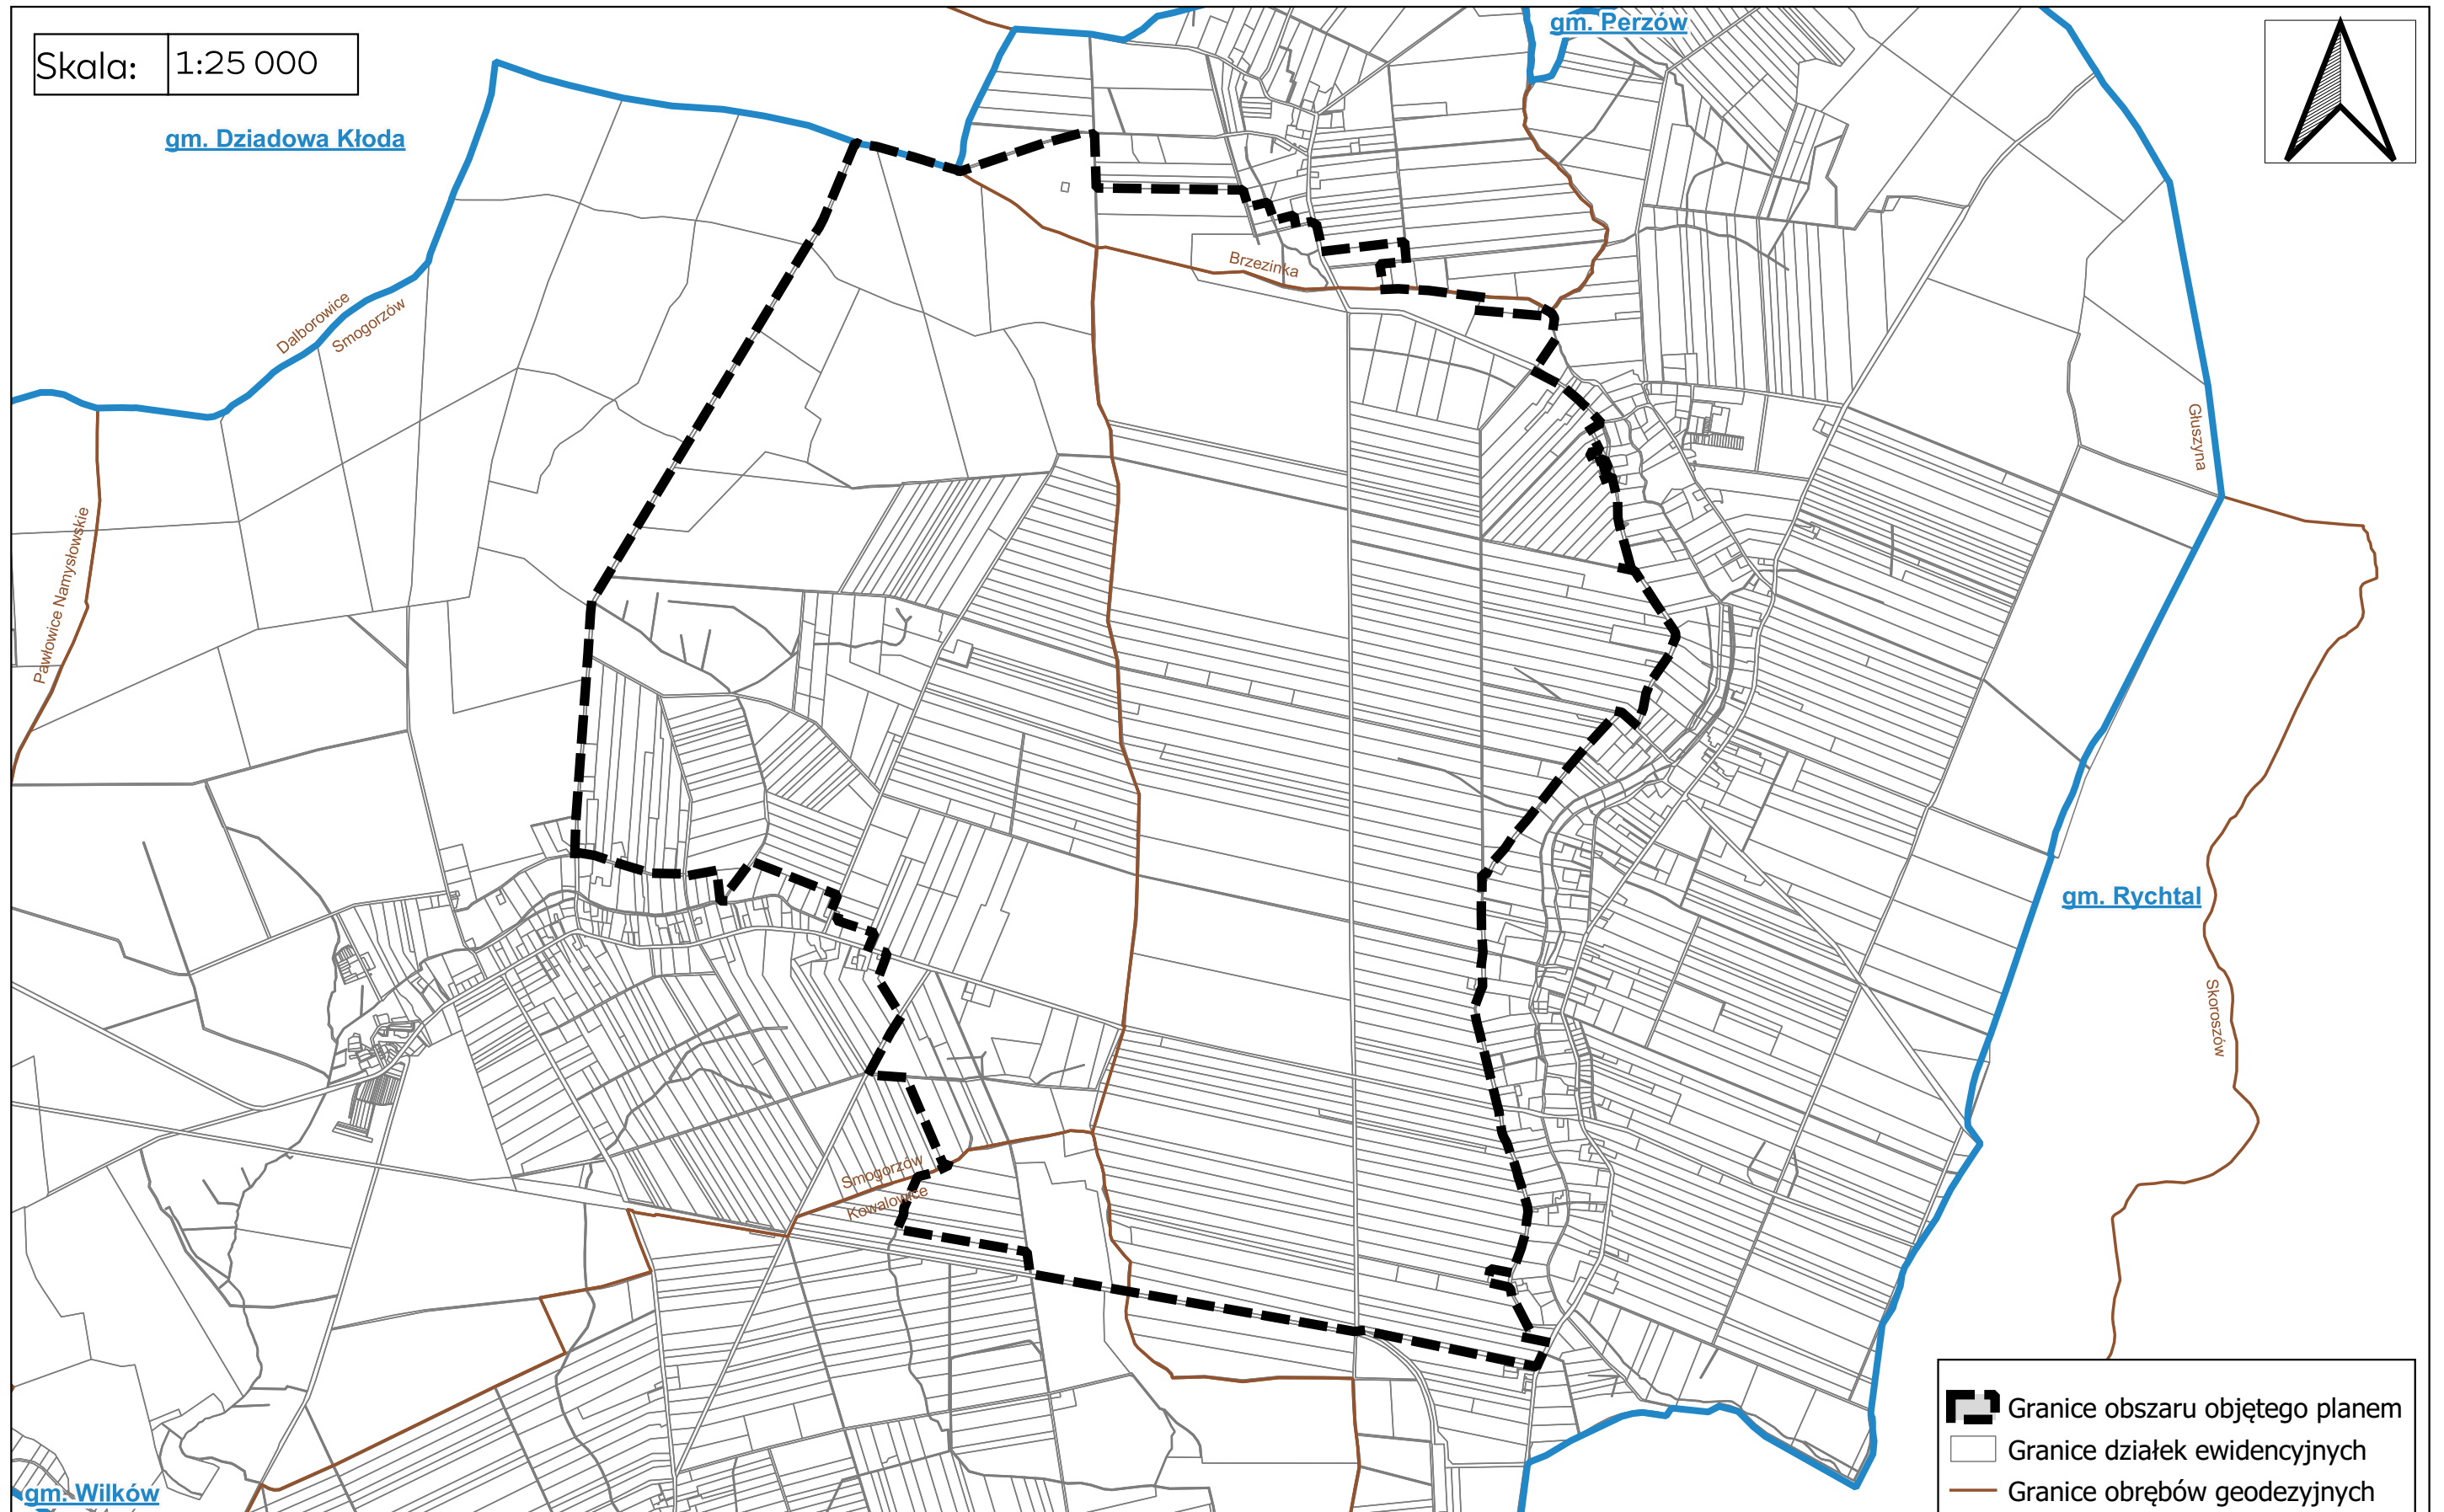 gm. Perzów
Skala: 1:25 000
gm. Dziadowa Kłoda
Brzezinka
Dalborowice
Smogorzów
Głuszyna
Pawłowice Namysłowskie
gm. Rychtal
Skoroszów
Smogorzów
Kowalowice
Granice obszaru objętego planem
Granice działek ewidencyjnych
Granice obrębów geodezyjnych
gm. Wilków